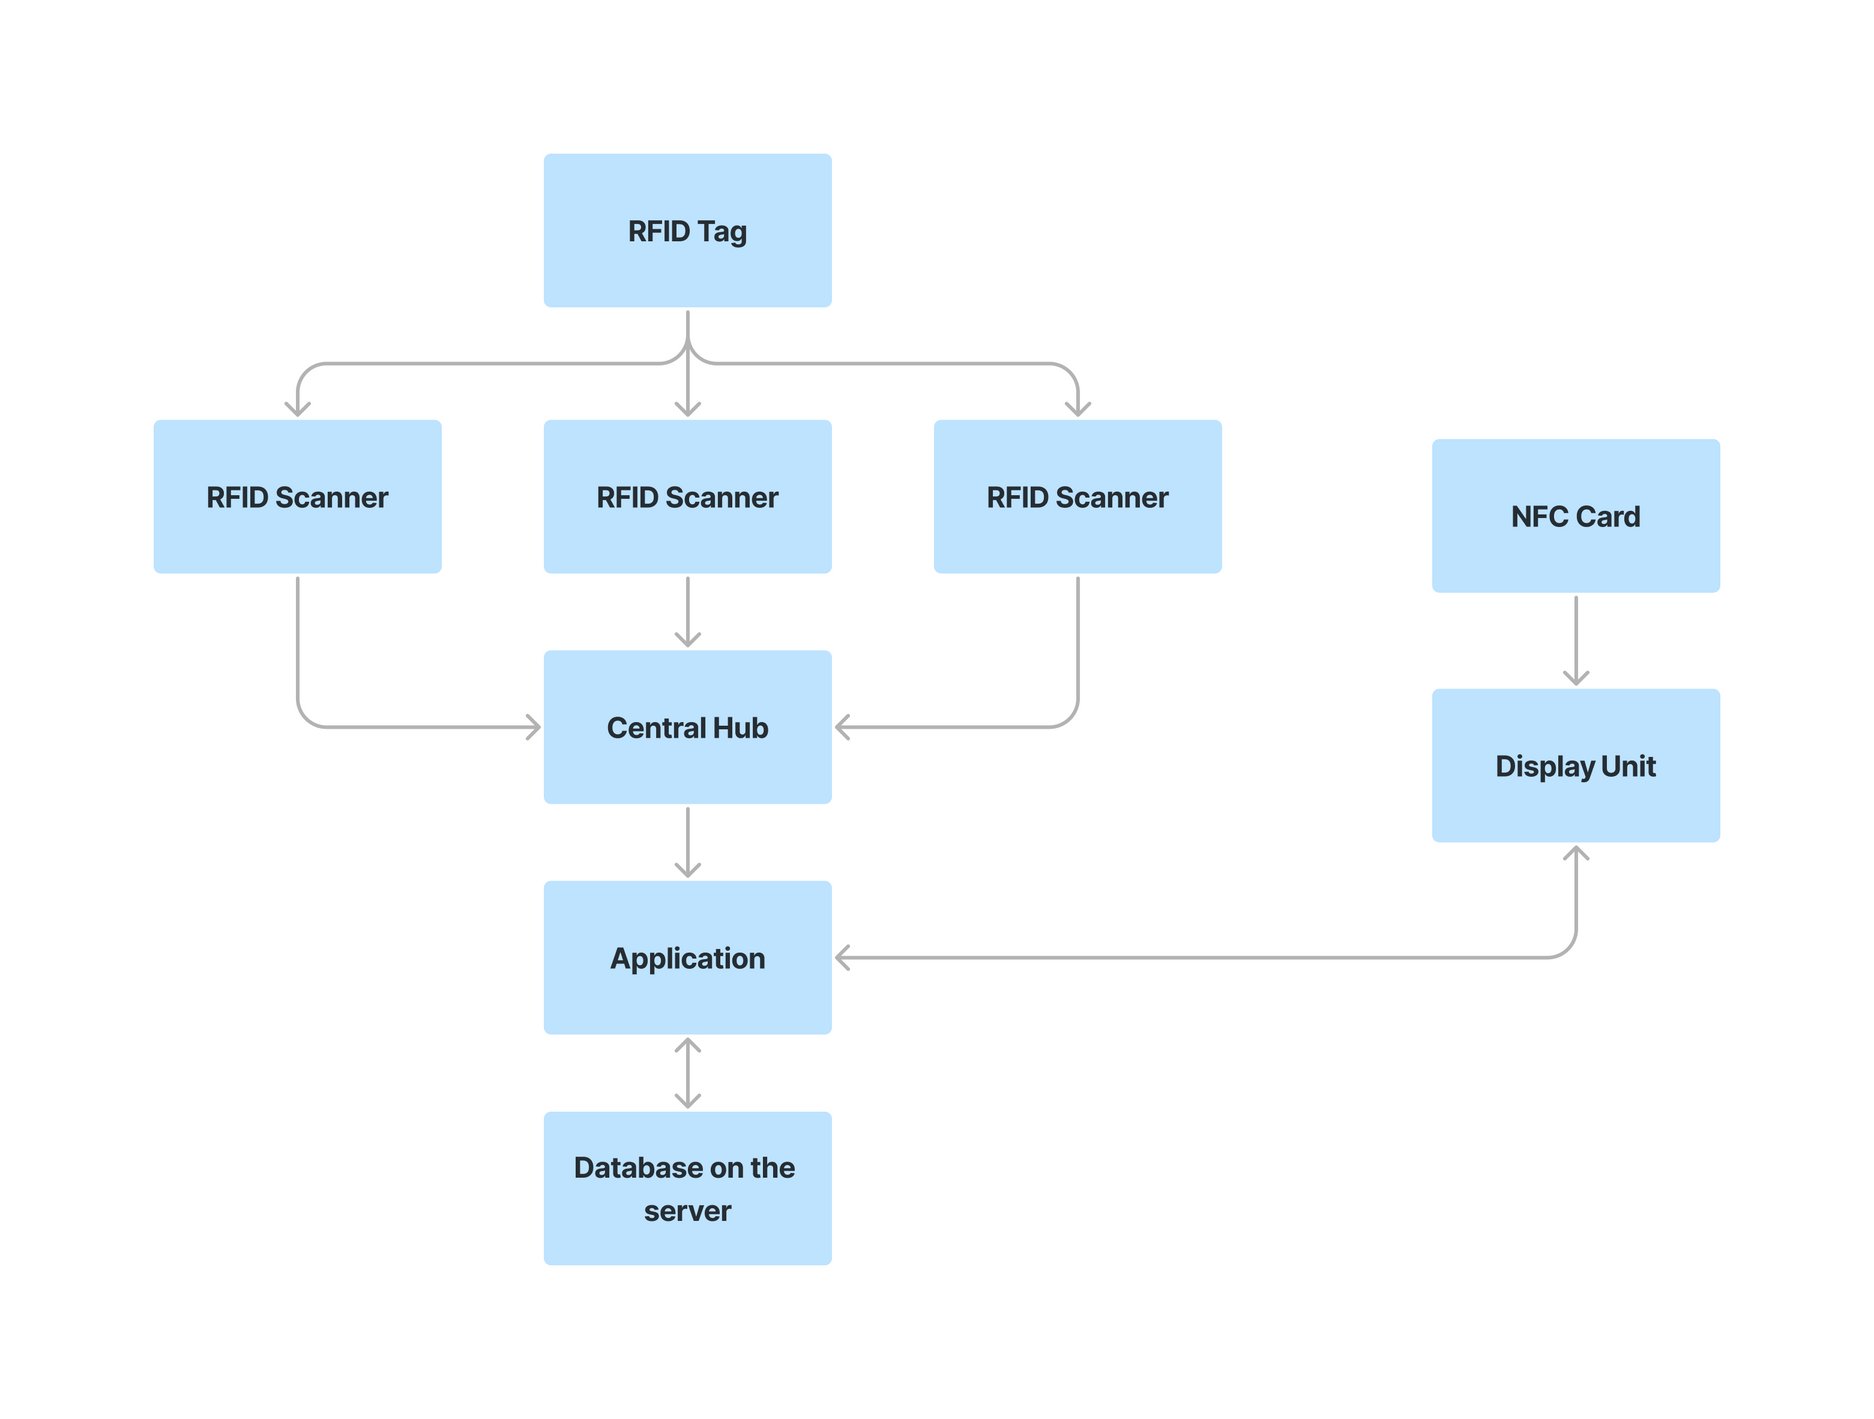 RFID Tag
RFID Scanner
RFID Scanner
RFID Scanner
NFC Card
Central Hub
Display Unit
Application
Database on the
server